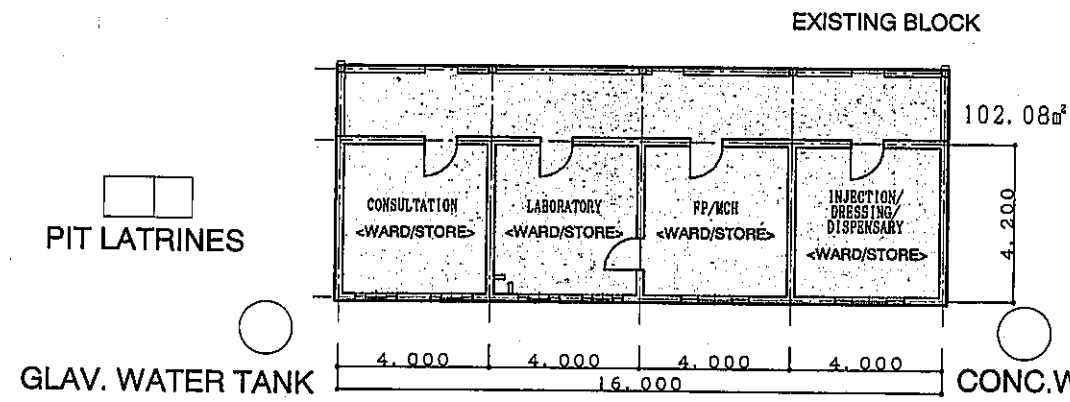 EXISTING BLOCK
102.08㎡
CONSULTATION
<WARD/STORE>
LABORATORY
<WARD/STORE>
FP/MCH
<WARD/STORE>
INJECTION/
DRESSING/
DISPENSARY
<WARD/STORE>
4.200
PIT LATRINES
4.000
4.000
4.000
4.000
GLAV. WATER TANK
16.000
CONC.W